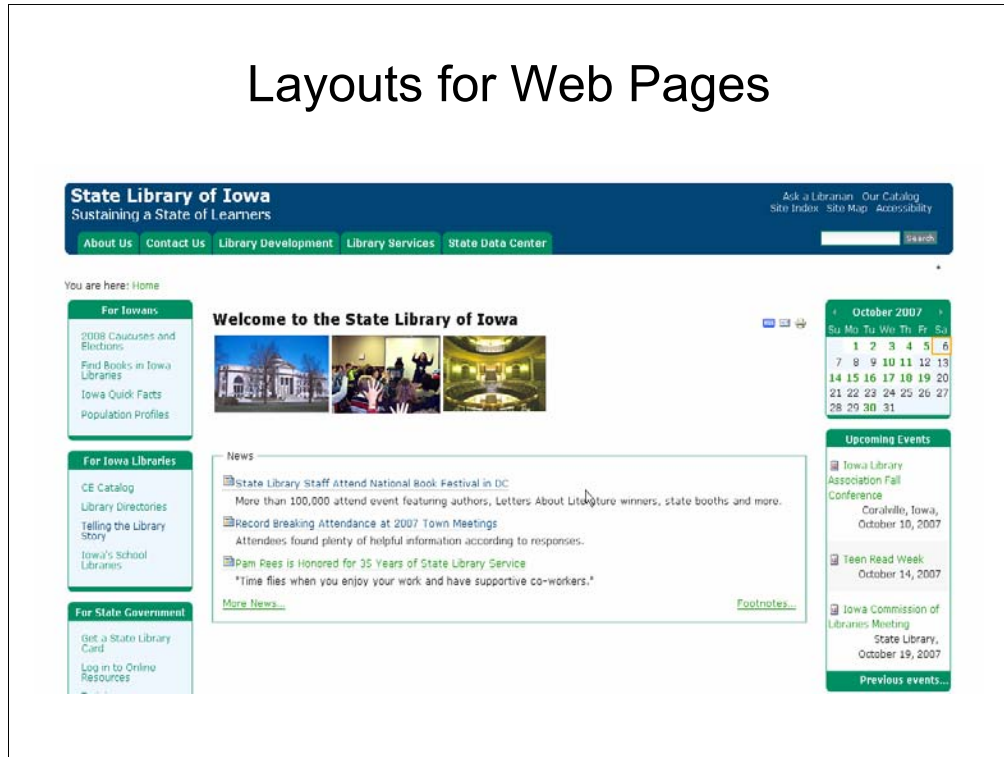 Layouts for Web Pages
State Library of Iowa
Sustaining a State of Learners
Ask a Librarian Our Catalog
Site Index Site Map Accessibility
About Us Contact Us Library Development Library Services State Data Center
Search
You are here: Home
For Iowans
2008 Caucuses and
Elections
Find Books in Iowa
Libraries
Iowa Quick Facts
Population Profiles
For Iowa Libraries
CE Catalog
Library Directories
Telling the Library
Story
Iowa's School
Libraries
For State Government
Get a State Library
Card
Log in to Online
Resources
Welcome to the State Library of Iowa
News
State Library Staff Attend National Book Festival in DC
More than 100,000 attend event featuring authors, Letters About Literature winners, state booths and more.
Record Breaking Attendance at 2007 Town Meetings
Attendees found plenty of helpful information according to responses.
Pam Rees is Honored for 35 Years of State Library Service
"Time flies when you enjoy your work and have supportive co-workers."
More News... Footnotes...
‹ October 2007 ›
Su Mo Tu We Th Fr Sa
1 2 3 4 5 6
7 8 9 10 11 12 13
14 15 16 17 18 19 20
21 22 23 24 25 26 27
28 29 30 31
Upcoming Events
Iowa Library
Association Fall
Conference
Coralville, Iowa,
October 10, 2007
Teen Read Week
October 14, 2007
Iowa Commission of
Libraries Meeting
State Library,
October 19, 2007
Previous events...